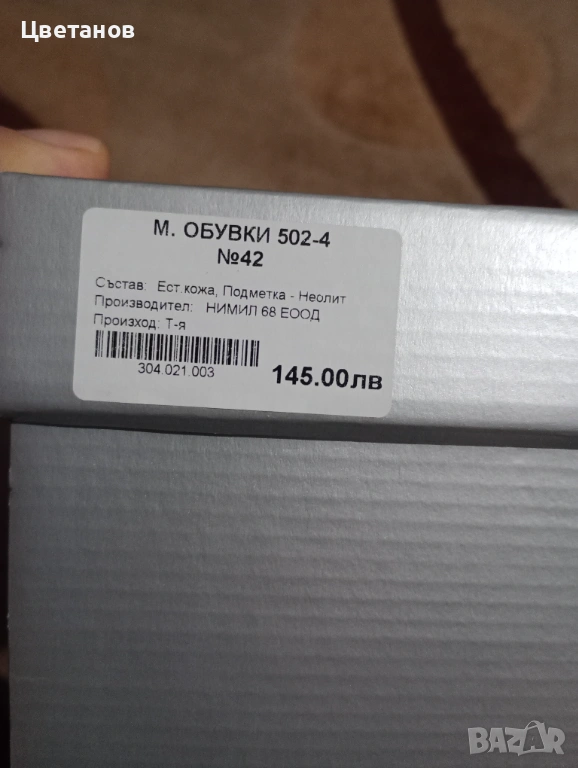 Цветанов
М. ОБУВКИ 502-4
№42
Състав: Ест.кожа, Подметка - Неолит
Производител: НИМИЛ 68 ЕООД
Произход: Т-я
304.021.003
145.00лв
BAZAR